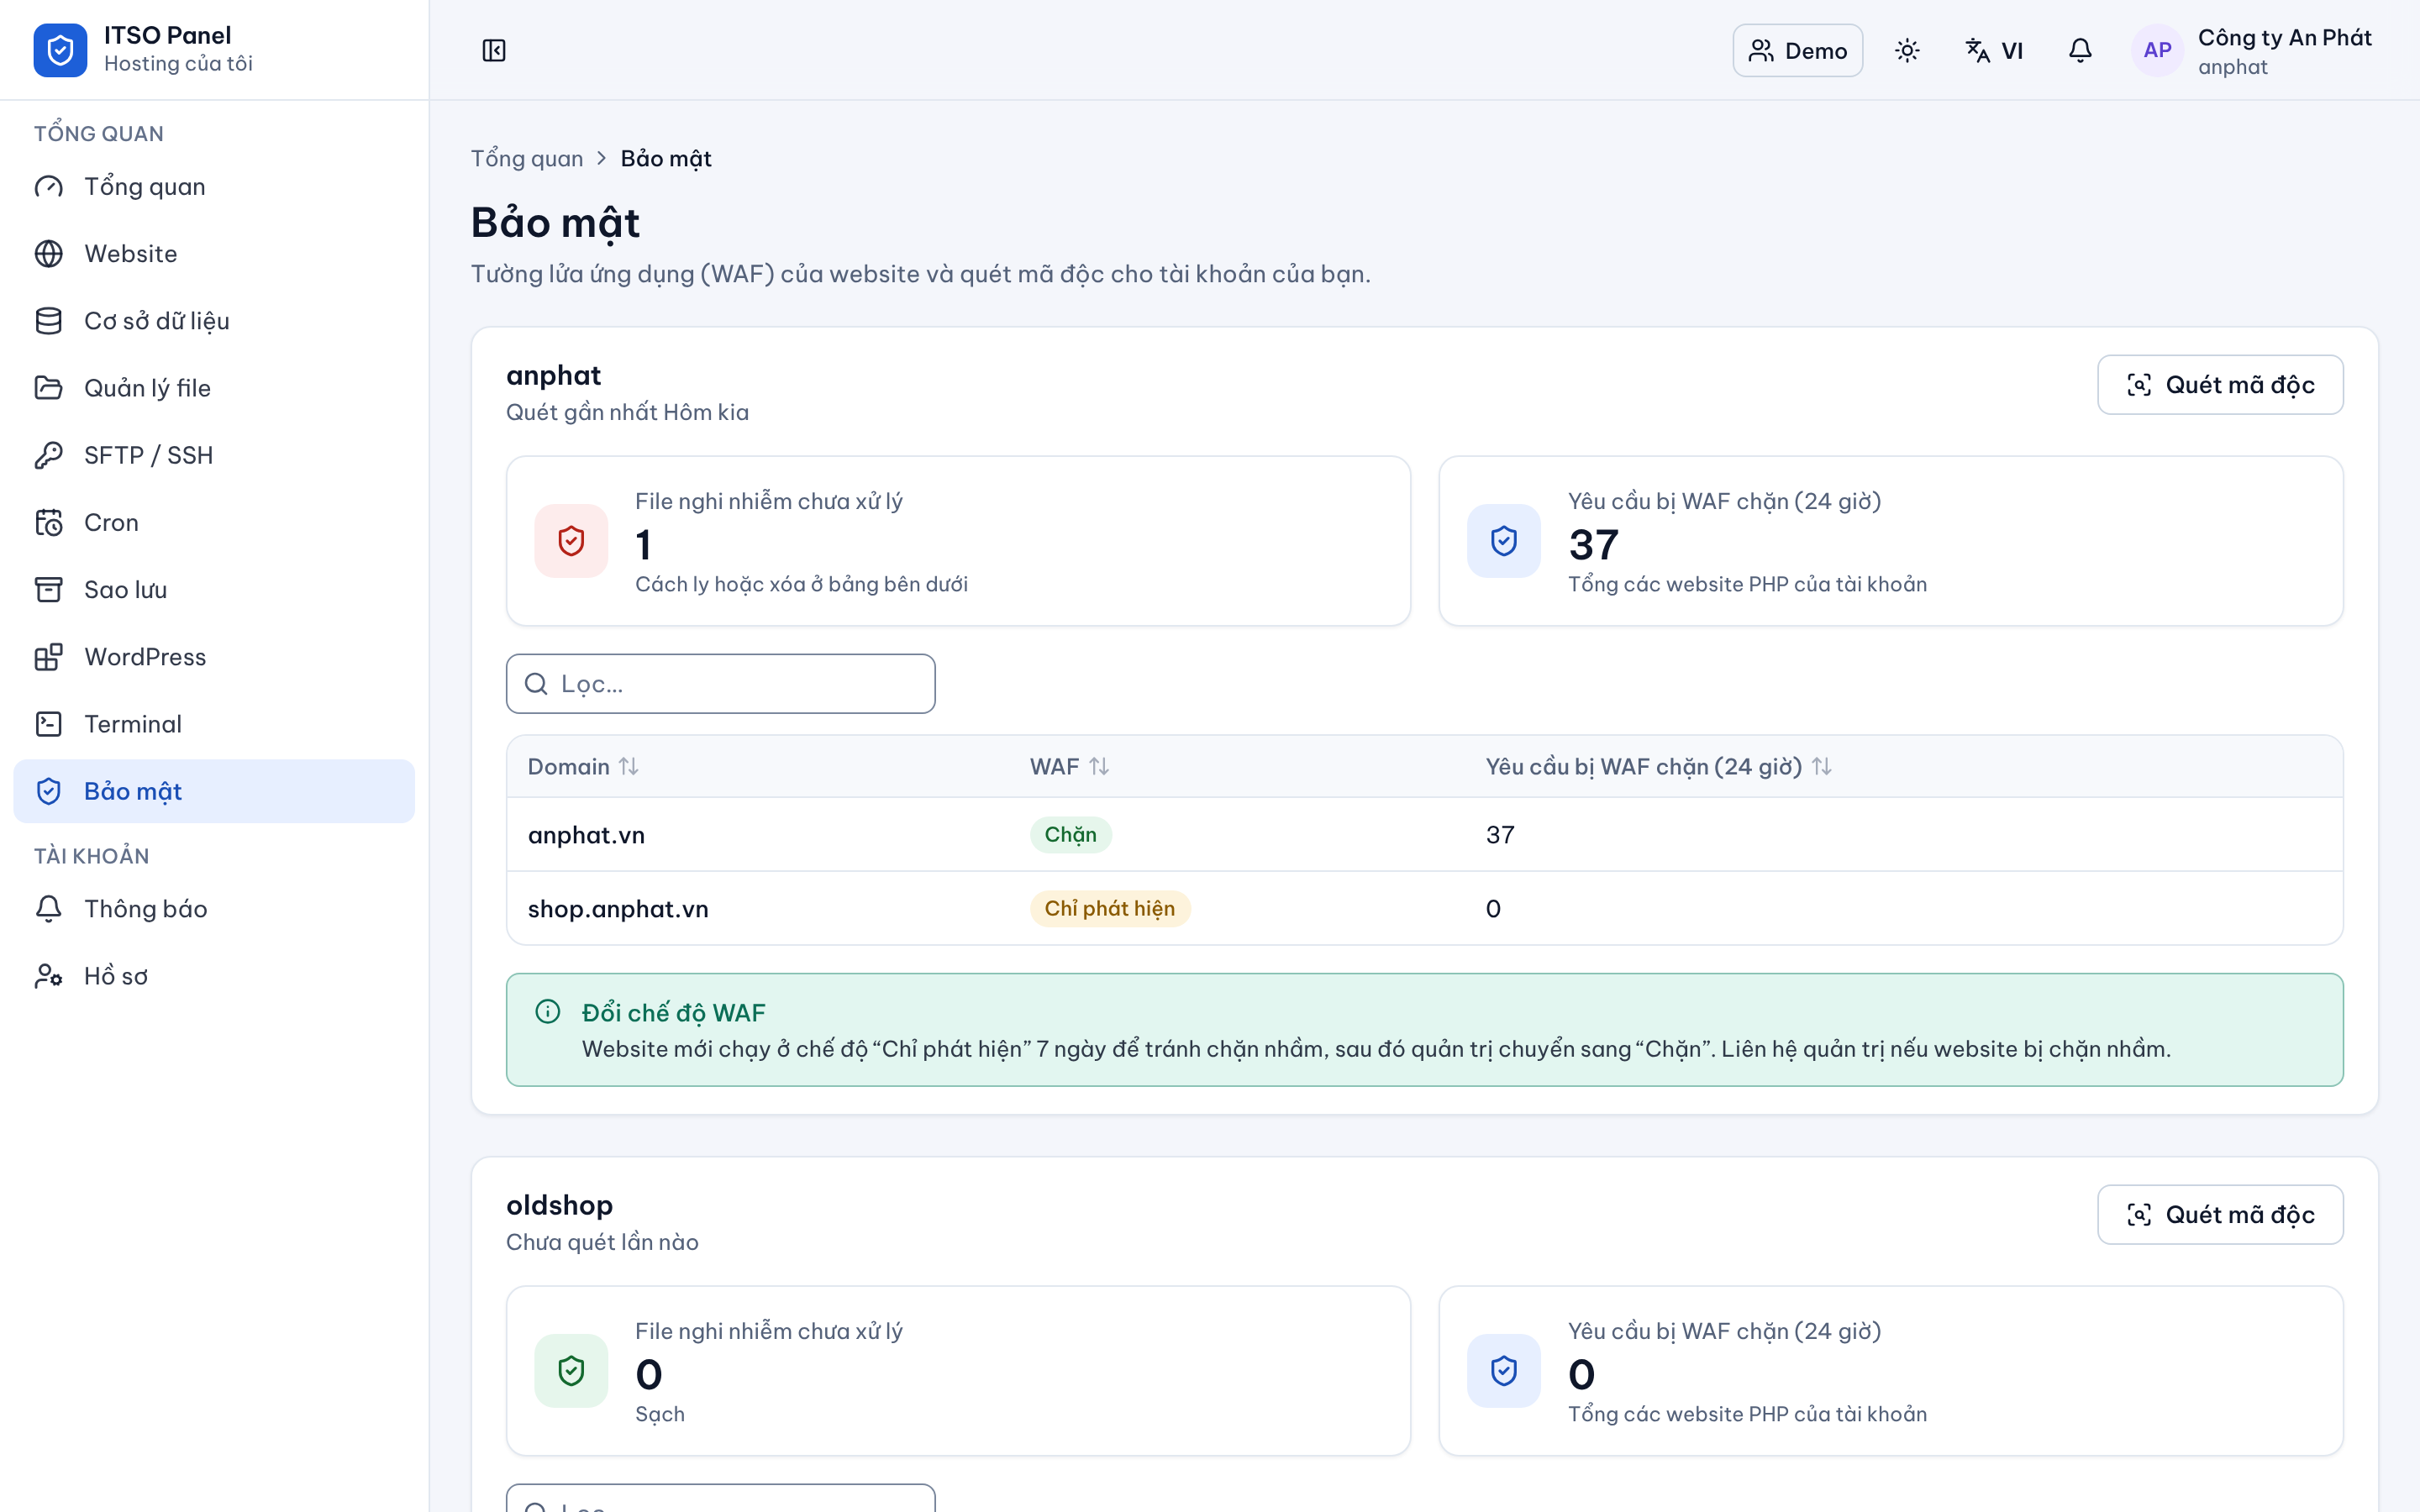 ITSO Panel
Hosting của tôi
Demo
VI
AP
Công ty An Phát
anphat
TỔNG QUAN
Tổng quan
Website
Cơ sở dữ liệu
Quản lý file
SFTP / SSH
Cron
Sao lưu
WordPress
Terminal
Bảo mật
TÀI KHOẢN
Thông báo
Hồ sơ
Tổng quan > Bảo mật
Bảo mật
Tường lửa ứng dụng (WAF) của website và quét mã độc cho tài khoản của bạn.
anphat
Quét gần nhất Hôm kia
Quét mã độc
File nghi nhiễm chưa xử lý
1
Cách ly hoặc xóa ở bảng bên dưới
Yêu cầu bị WAF chặn (24 giờ)
37
Tổng các website PHP của tài khoản
Lọc...
Domain WAF Yêu cầu bị WAF chặn (24 giờ)
anphat.vn Chặn 37
shop.anphat.vn Chỉ phát hiện 0
Đổi chế độ WAF
Website mới chạy ở chế độ “Chỉ phát hiện” 7 ngày để tránh chặn nhầm, sau đó quản trị chuyển sang “Chặn”. Liên hệ quản trị nếu website bị chặn nhầm.
oldshop
Chưa quét lần nào
Quét mã độc
File nghi nhiễm chưa xử lý
0
Sạch
Yêu cầu bị WAF chặn (24 giờ)
0
Tổng các website PHP của tài khoản